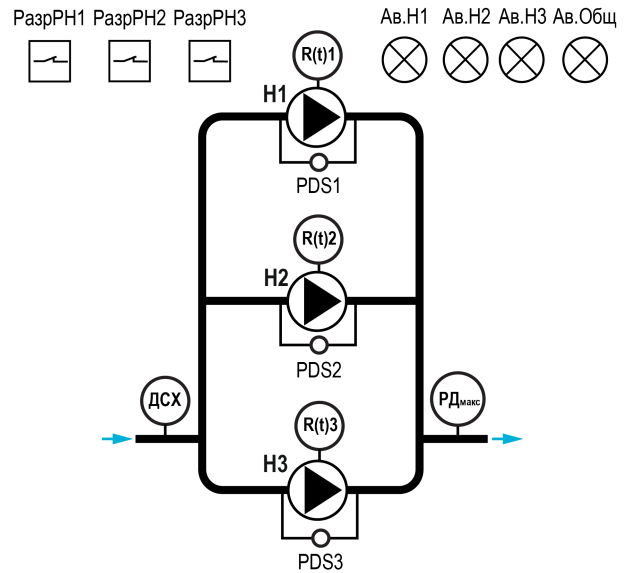 РазрРН1 РазрРН2 РазрРН3 Ав.Н1 Ав.Н2 Ав.Н3 Ав.Общ
R(t)1
Н1
PDS1
R(t)2
Н2
PDS2
ДСХ
РДмакс
R(t)3
Н3
PDS3